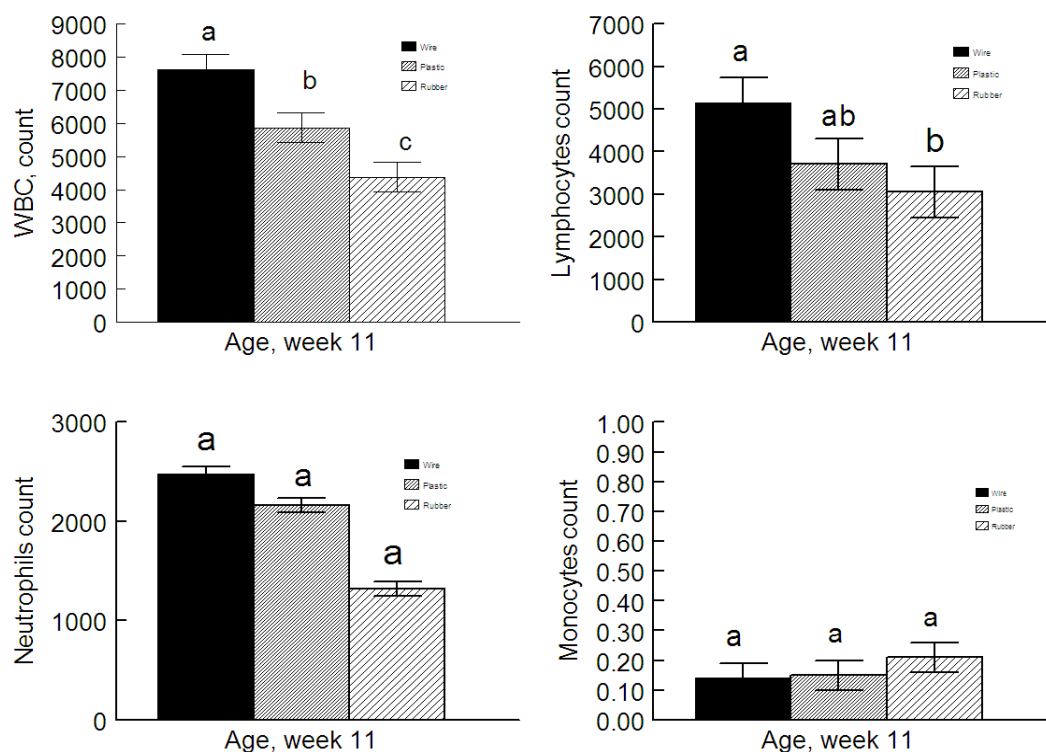 WBC, count
9000
8000
7000
6000
5000
4000
3000
2000
1000
0
a
b
c
Wire
Plastic
Rubber
Age, week 11
Lymphocytes count
7000
6000
5000
4000
3000
2000
1000
0
a
ab
b
Wire
Plastic
Rubber
Age, week 11
Neutrophils count
3000
2000
1000
0
a
a
a
Wire
Plastic
Rubber
Age, week 11
Monocytes count
1.00
0.90
0.80
0.70
0.60
0.50
0.40
0.30
0.20
0.10
0.00
a
a
a
Wire
Plastic
Rubber
Age, week 11